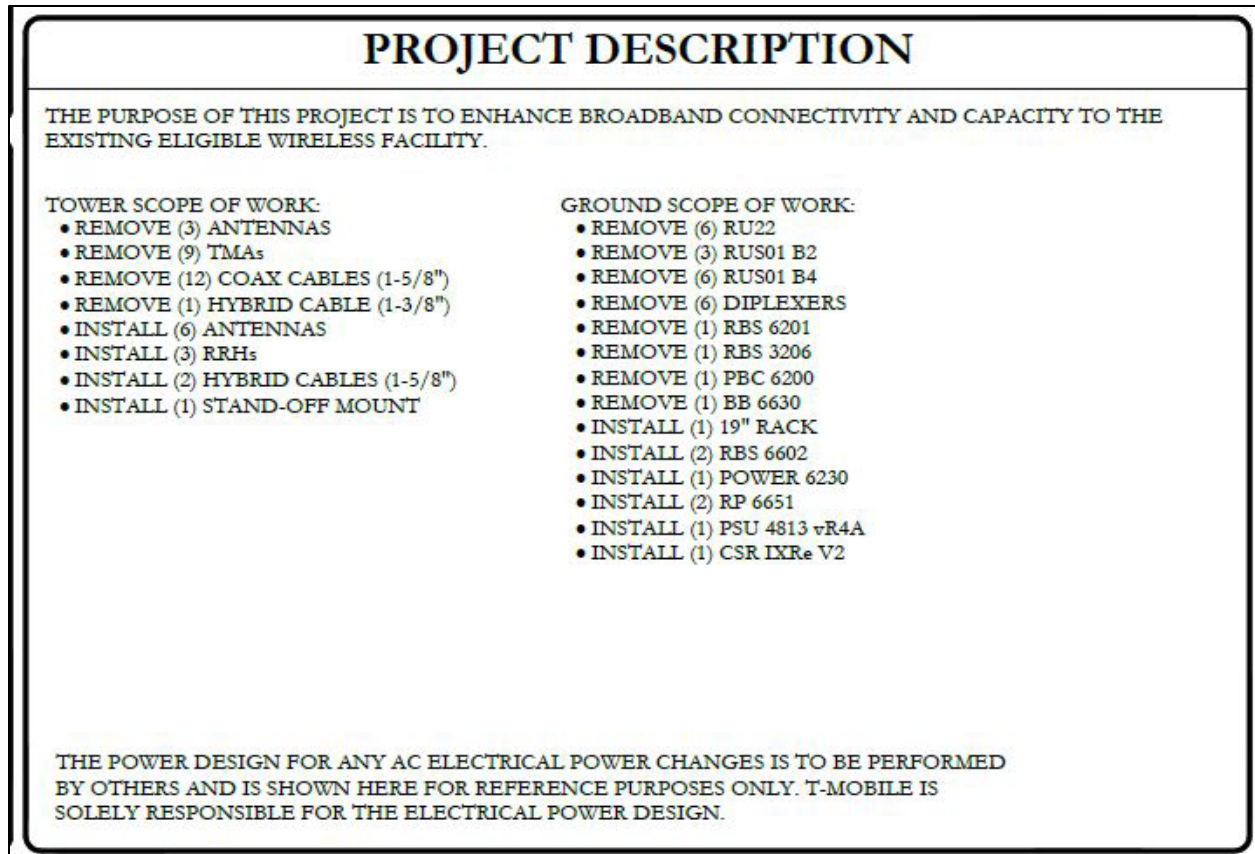 PROJECT DESCRIPTION
THE PURPOSE OF THIS PROJECT IS TO ENHANCE BROADBAND CONNECTIVITY AND CAPACITY TO THE
EXISTING ELIGIBLE WIRELESS FACILITY.
TOWER SCOPE OF WORK:
• REMOVE (3) ANTENNAS
• REMOVE (9) TMAs
• REMOVE (12) COAX CABLES (1-5/8")
• REMOVE (1) HYBRID CABLE (1-3/8")
• INSTALL (6) ANTENNAS
• INSTALL (3) RRHs
• INSTALL (2) HYBRID CABLES (1-5/8")
• INSTALL (1) STAND-OFF MOUNT
GROUND SCOPE OF WORK:
• REMOVE (6) RU22
• REMOVE (3) RUS01 B2
• REMOVE (6) RUS01 B4
• REMOVE (6) DIPLEXERS
• REMOVE (1) RBS 6201
• REMOVE (1) RBS 3206
• REMOVE (1) PBC 6200
• REMOVE (1) BB 6630
• INSTALL (1) 19" RACK
• INSTALL (2) RBS 6602
• INSTALL (1) POWER 6230
• INSTALL (2) RP 6651
• INSTALL (1) PSU 4813 vR4A
• INSTALL (1) CSR IXRe V2
THE POWER DESIGN FOR ANY AC ELECTRICAL POWER CHANGES IS TO BE PERFORMED
BY OTHERS AND IS SHOWN HERE FOR REFERENCE PURPOSES ONLY. T-MOBILE IS
SOLELY RESPONSIBLE FOR THE ELECTRICAL POWER DESIGN.